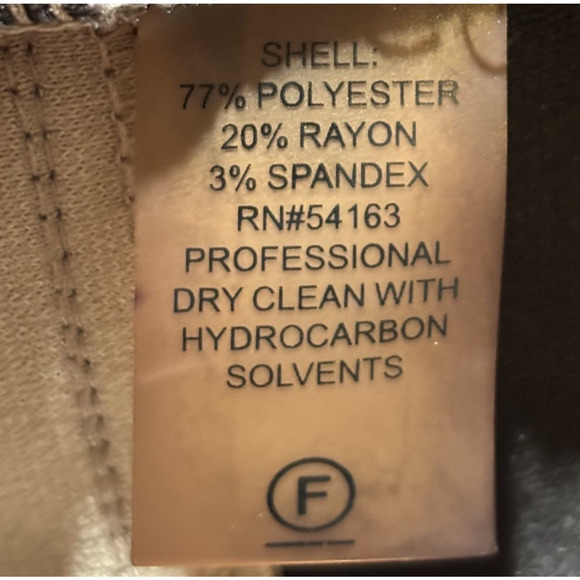 SHELL:
77% POLYESTER
20% RAYON
3% SPANDEX
RN#54163
PROFESSIONAL
DRY CLEAN WITH
HYDROCARBON
SOLVENTS
F